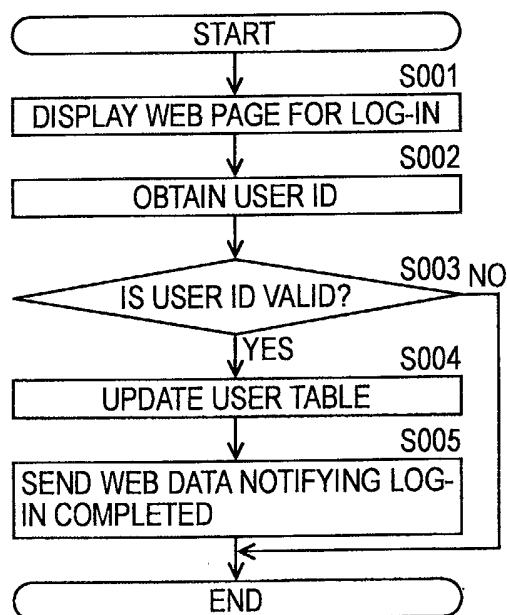 START
S001
DISPLAY WEB PAGE FOR LOG-IN
S002
OBTAIN USER ID
S003 NO
IS USER ID VALID?
YES
S004
UPDATE USER TABLE
S005
SEND WEB DATA NOTIFYING LOG-
IN COMPLETED
END